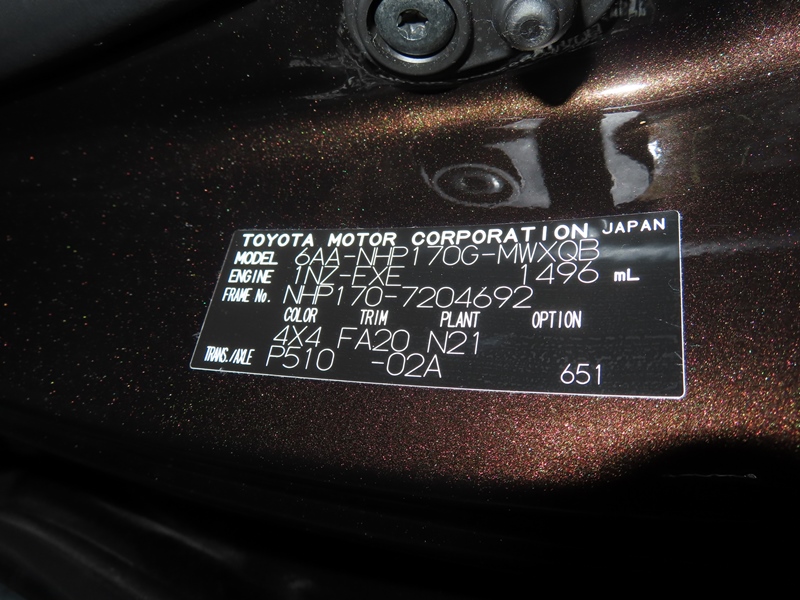 TOYOTA MOTOR CORPORATION JAPAN
MODEL 6AA-NHP170G-MWXQB
ENGINE 1NZ-FXE 1496 mL
FRAME No. NHP170-7204692
COLOR TRIM PLANT OPTION
4X4 FA20 N21
TRANS./AXLE P510 -02A 651